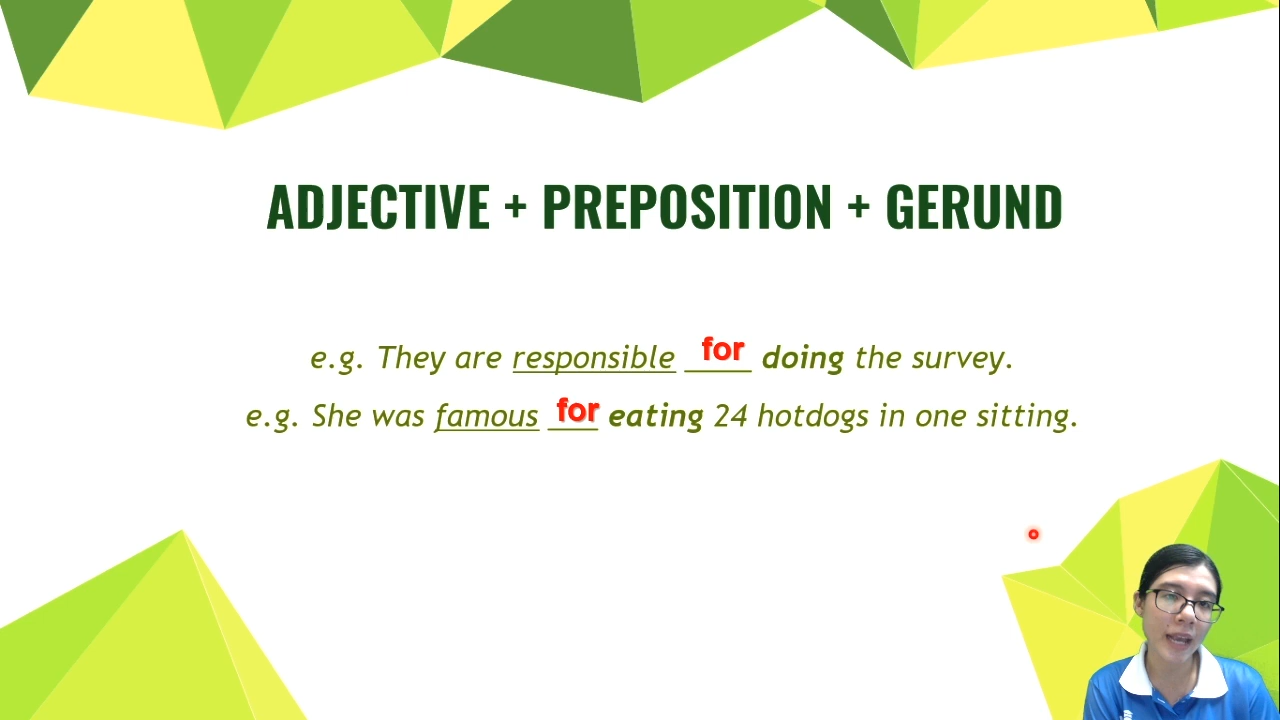 ADJECTIVE + PREPOSITION + GERUND
e.g. They are responsible for doing the survey.
e.g. She was famous for eating 24 hotdogs in one sitting.